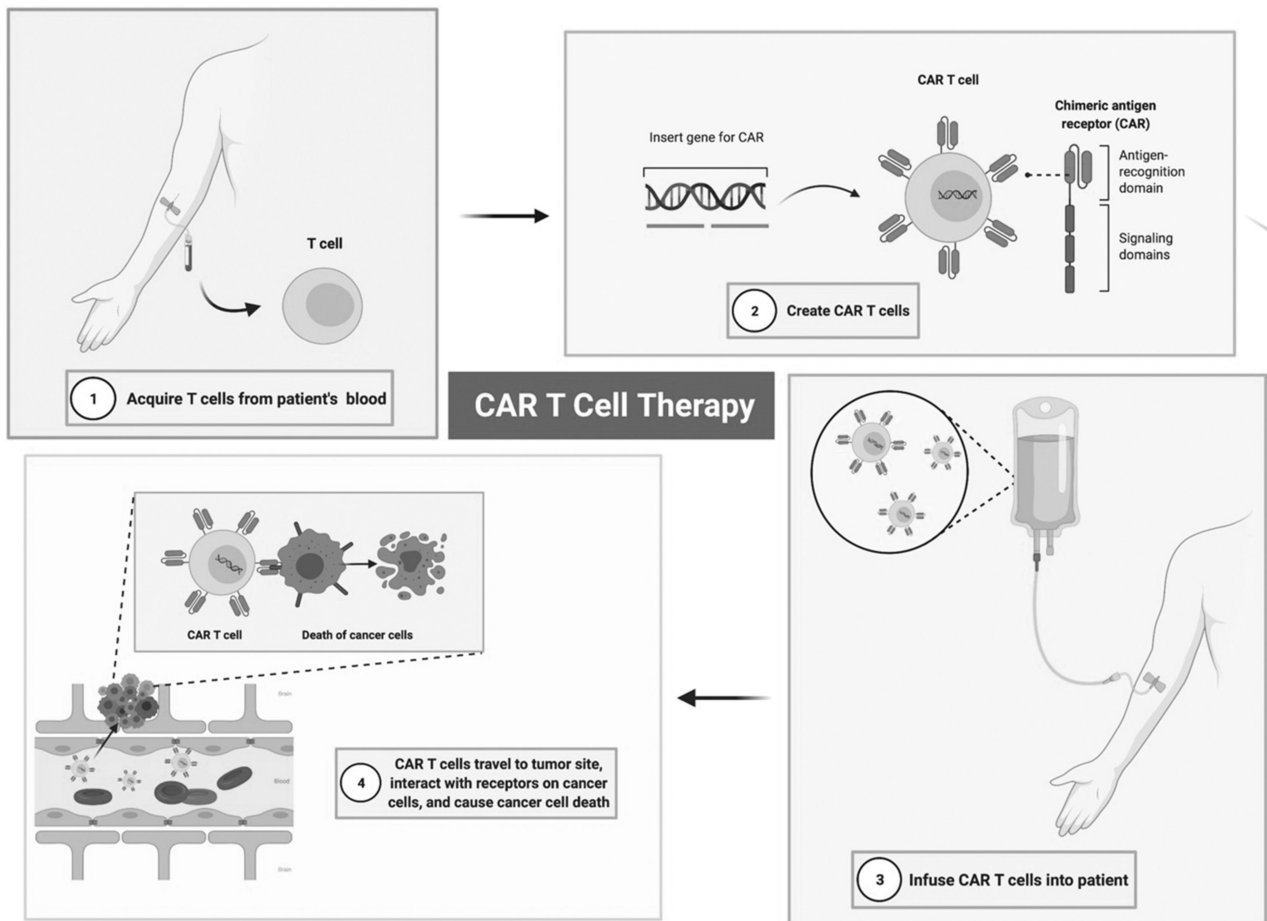 T cell
1
Acquire T cells from patient's blood
CAR T cell
Chimeric antigen
receptor (CAR)
Insert gene for CAR
Antigen-
recognition
domain
Signaling
domains
2
Create CAR T cells
CAR T Cell Therapy
3
Infuse CAR T cells into patient
CAR T cell
Death of cancer cells
Brain
Blood
Brain
4
CAR T cells travel to tumor site,
interact with receptors on cancer
cells, and cause cancer cell death